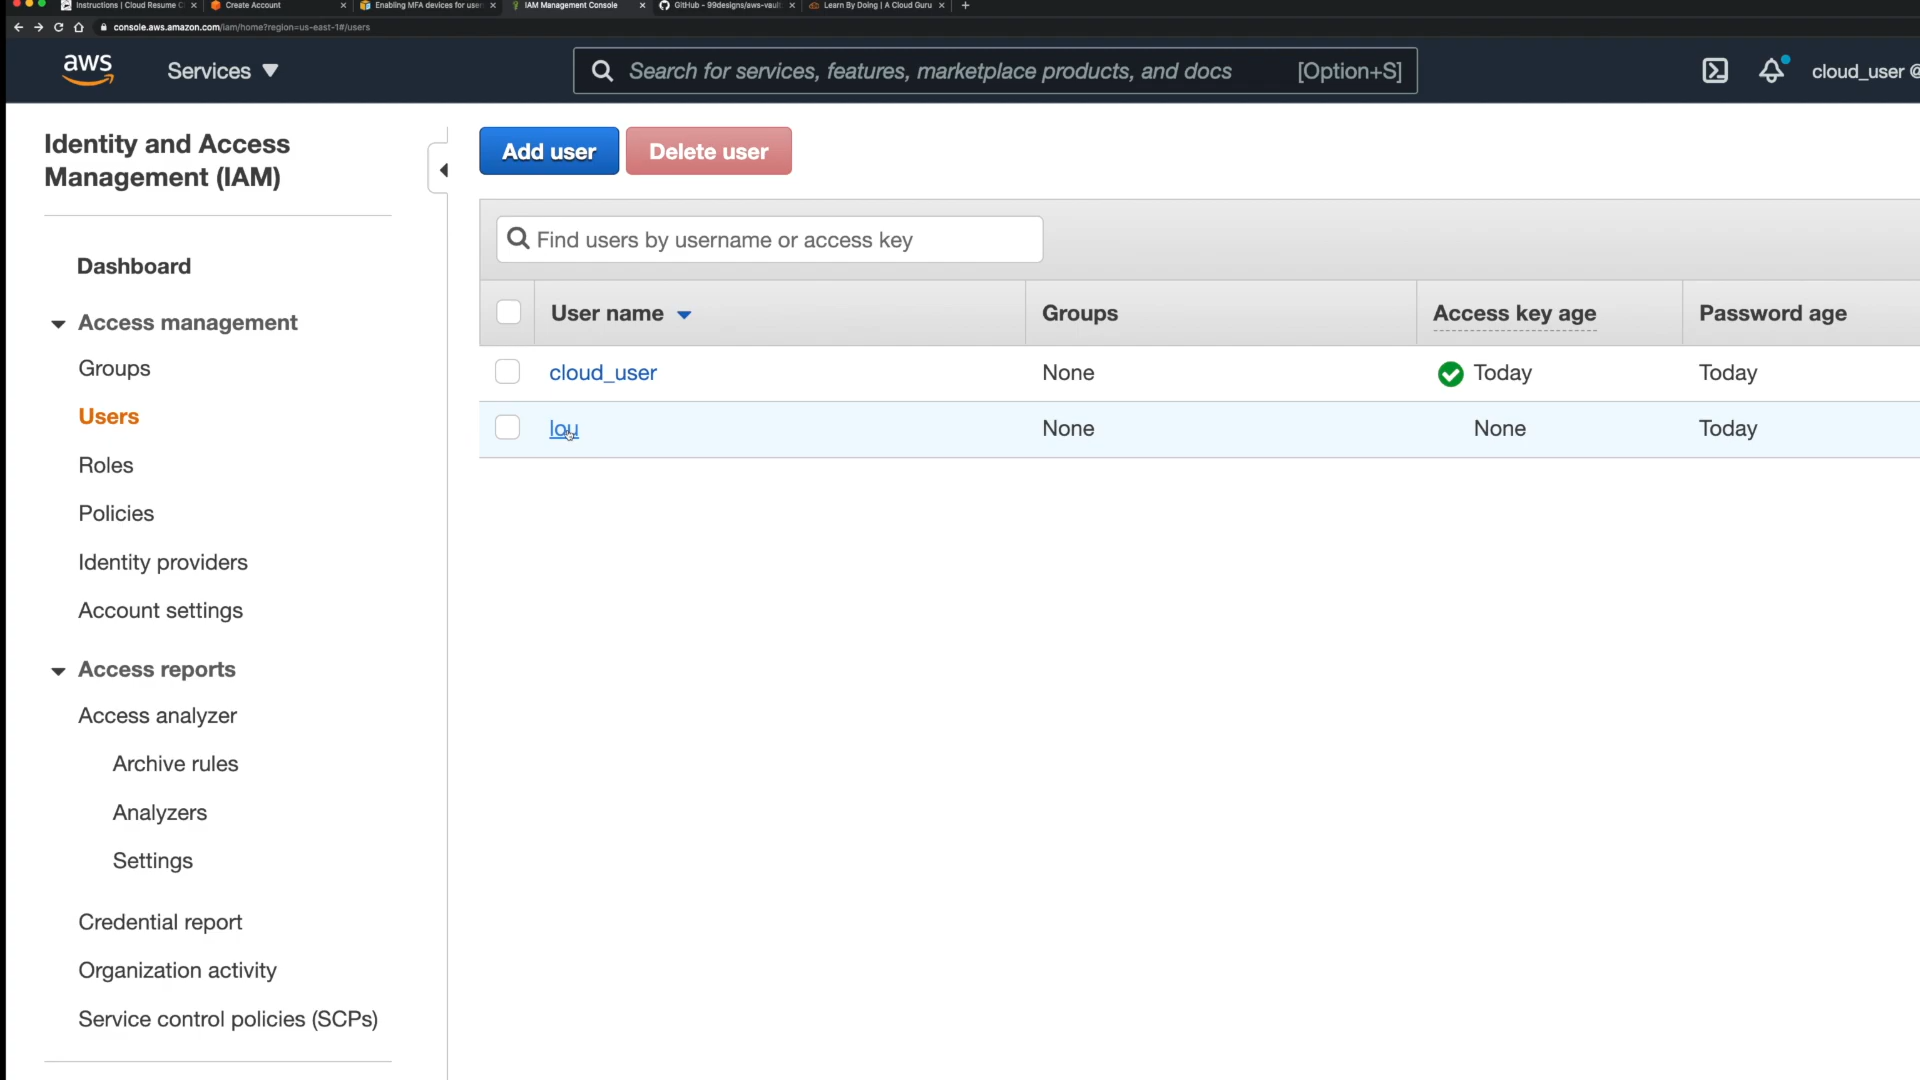 Instructions | Cloud Resume C
Create Account
Enabling MFA devices for user
IAM Management Console
GitHub - 99designs/aws-vault
Learn By Doing | A Cloud Guru
console.aws.amazon.com/iam/home?region=us-east-1#/users
aws
Services
Search for services, features, marketplace products, and docs
[Option+S]
cloud_user @
Identity and Access
Management (IAM)
Dashboard
Access management
Groups
Users
Roles
Policies
Identity providers
Account settings
Access reports
Access analyzer
Archive rules
Analyzers
Settings
Credential report
Organization activity
Service control policies (SCPs)
Add user
Delete user
Find users by username or access key
User name Groups Access key age Password age
cloud_user None Today Today
lou None None Today